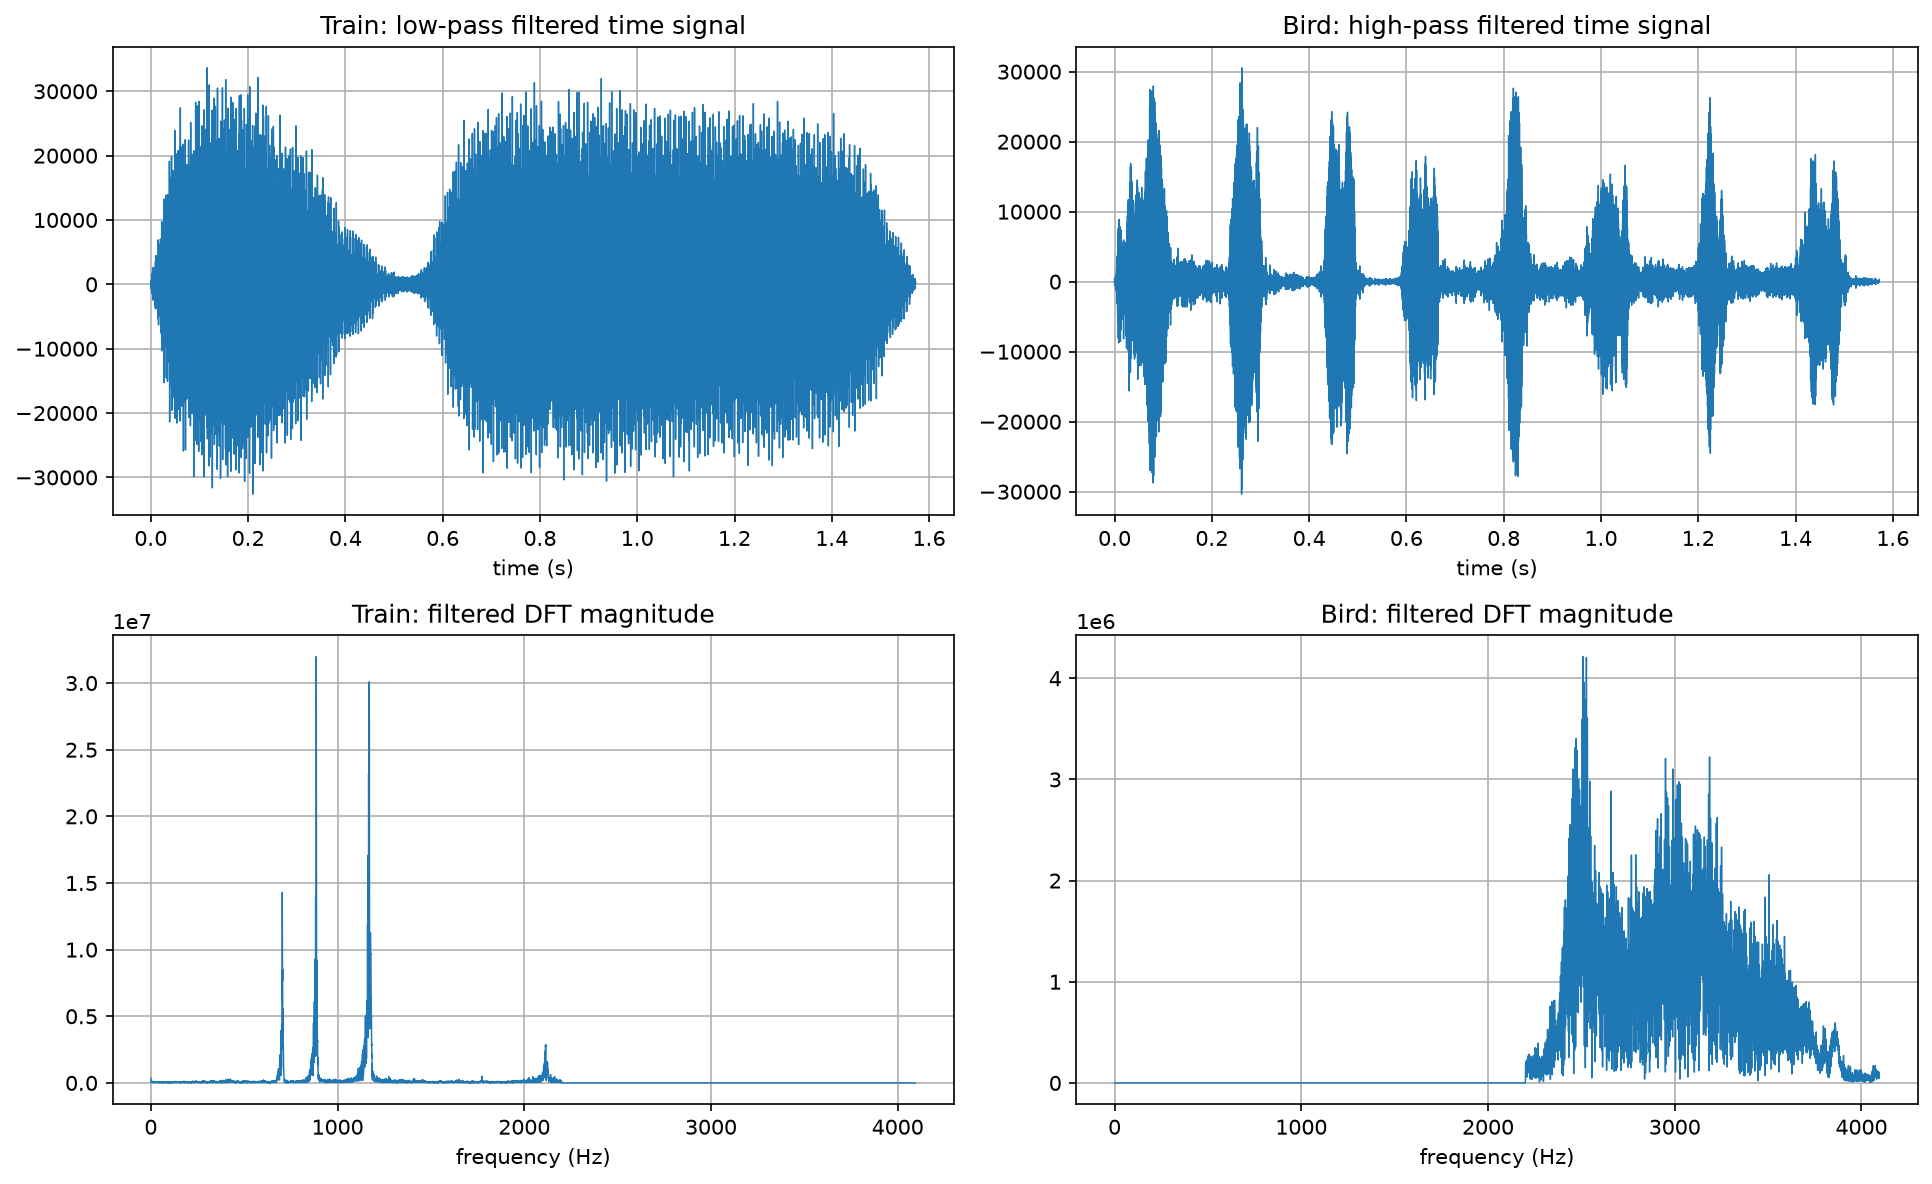 Train: low-pass filtered time signal
30000
20000
10000
0
−10000
−20000
−30000
0.0 0.2 0.4 0.6 0.8 1.0 1.2 1.4 1.6
time (s)
Bird: high-pass filtered time signal
30000
20000
10000
0
−10000
−20000
−30000
0.0 0.2 0.4 0.6 0.8 1.0 1.2 1.4 1.6
time (s)
Train: filtered DFT magnitude
1e7
3.0
2.5
2.0
1.5
1.0
0.5
0.0
0 1000 2000 3000 4000
frequency (Hz)
Bird: filtered DFT magnitude
1e6
4
3
2
1
0
0 1000 2000 3000 4000
frequency (Hz)